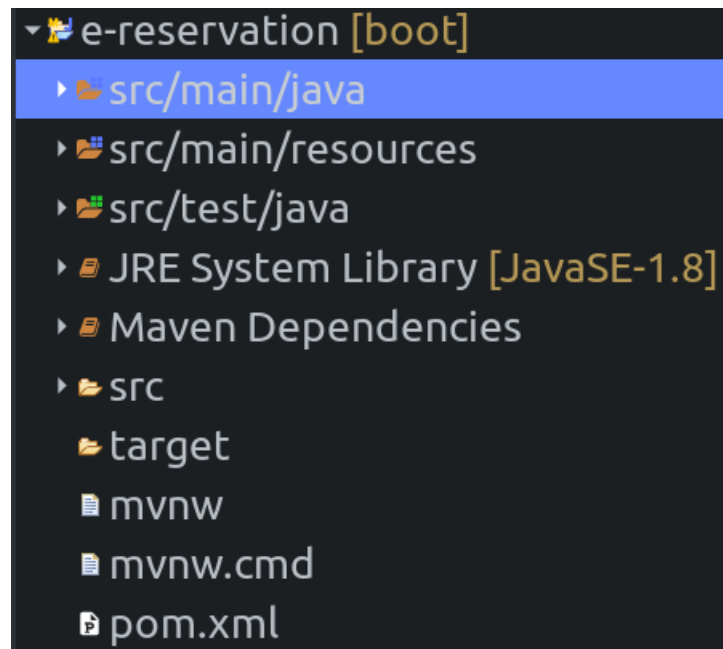 e-reservation [boot]
src/main/java
src/main/resources
src/test/java
JRE System Library [JavaSE-1.8]
Maven Dependencies
src
target
mvnw
mvnw.cmd
pom.xml